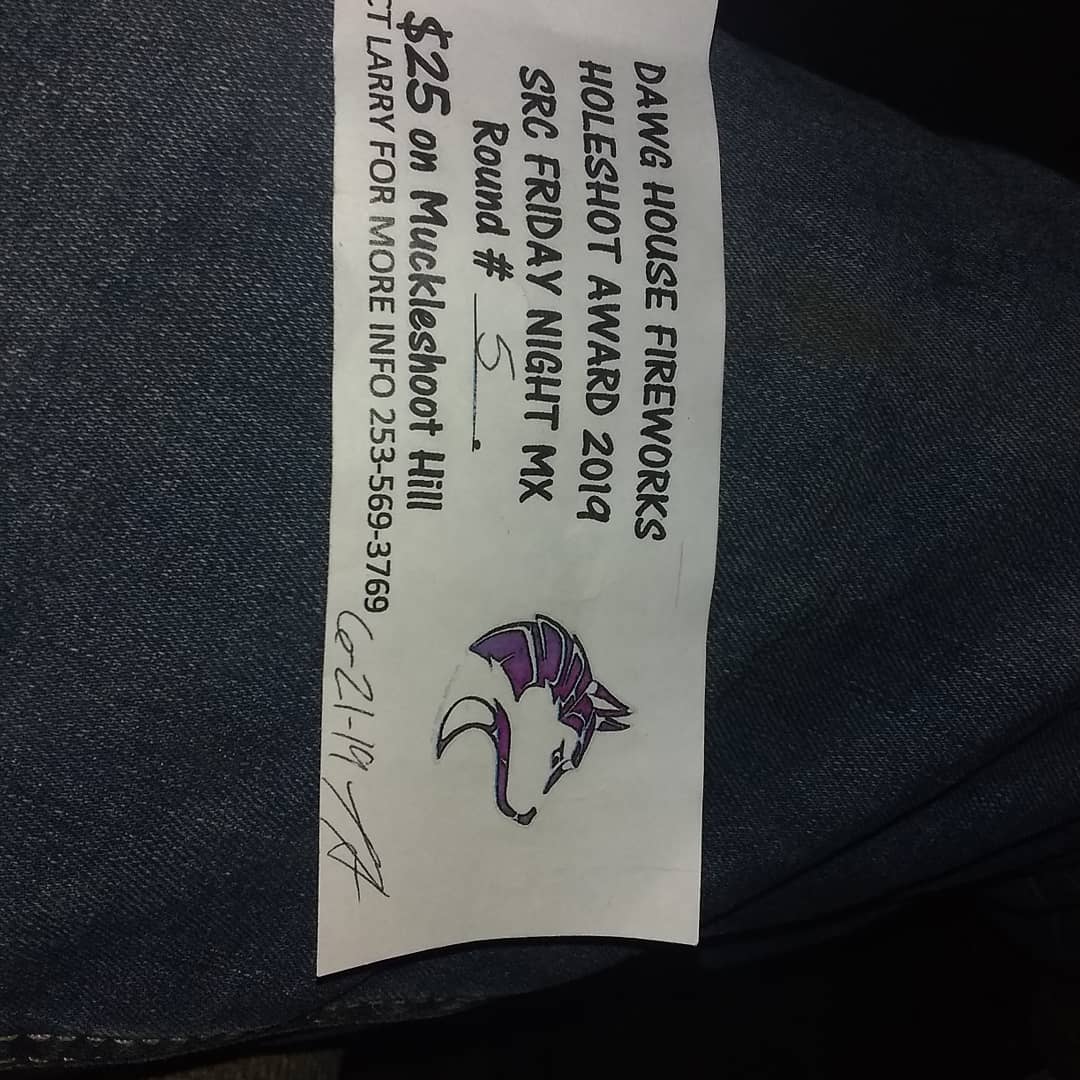 DAWG HOUSE FIREWORKS
HOLESHOT AWARD 2019
SRC FRIDAY NIGHT MX
Round # 5.
$25 on Muckleshoot Hill
CT LARRY FOR MORE INFO 253-569-3769
6-21-19